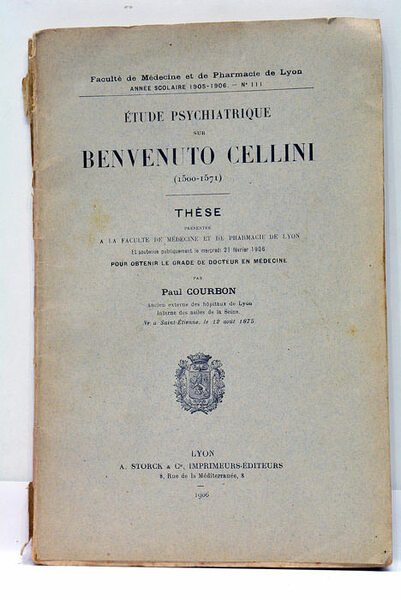 Faculté de Médecine et de Pharmacie de Lyon
ANNÉE SCOLAIRE 1905-1906 — N° 111
ÉTUDE PSYCHIATRIQUE
SUR
BENVENUTO CELLINI
(1500-1571)
THÈSE
PRÉSENTÉE
A LA FACULTÉ DE MÉDECINE ET DE PHARMACIE DE LYON
Et soutenue publiquement le mercredi 21 février 1906
POUR OBTENIR LE GRADE DE DOCTEUR EN MÉDECINE
PAR
Paul COURBON
Ancien externe des hôpitaux de Lyon
Interne des asiles de la Seine
Né à Saint-Étienne, le 12 août 1875
LYON
A. STORCK & Cie, IMPRIMEURS-ÉDITEURS
8, Rue de la Méditerranée, 8
—
1906